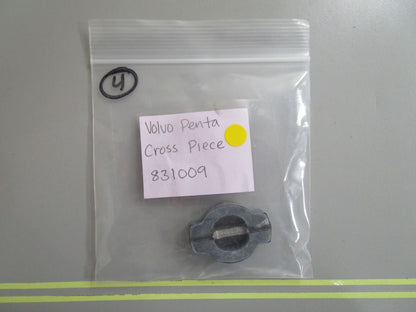 4
Volvo Penta
Cross Piece
831009